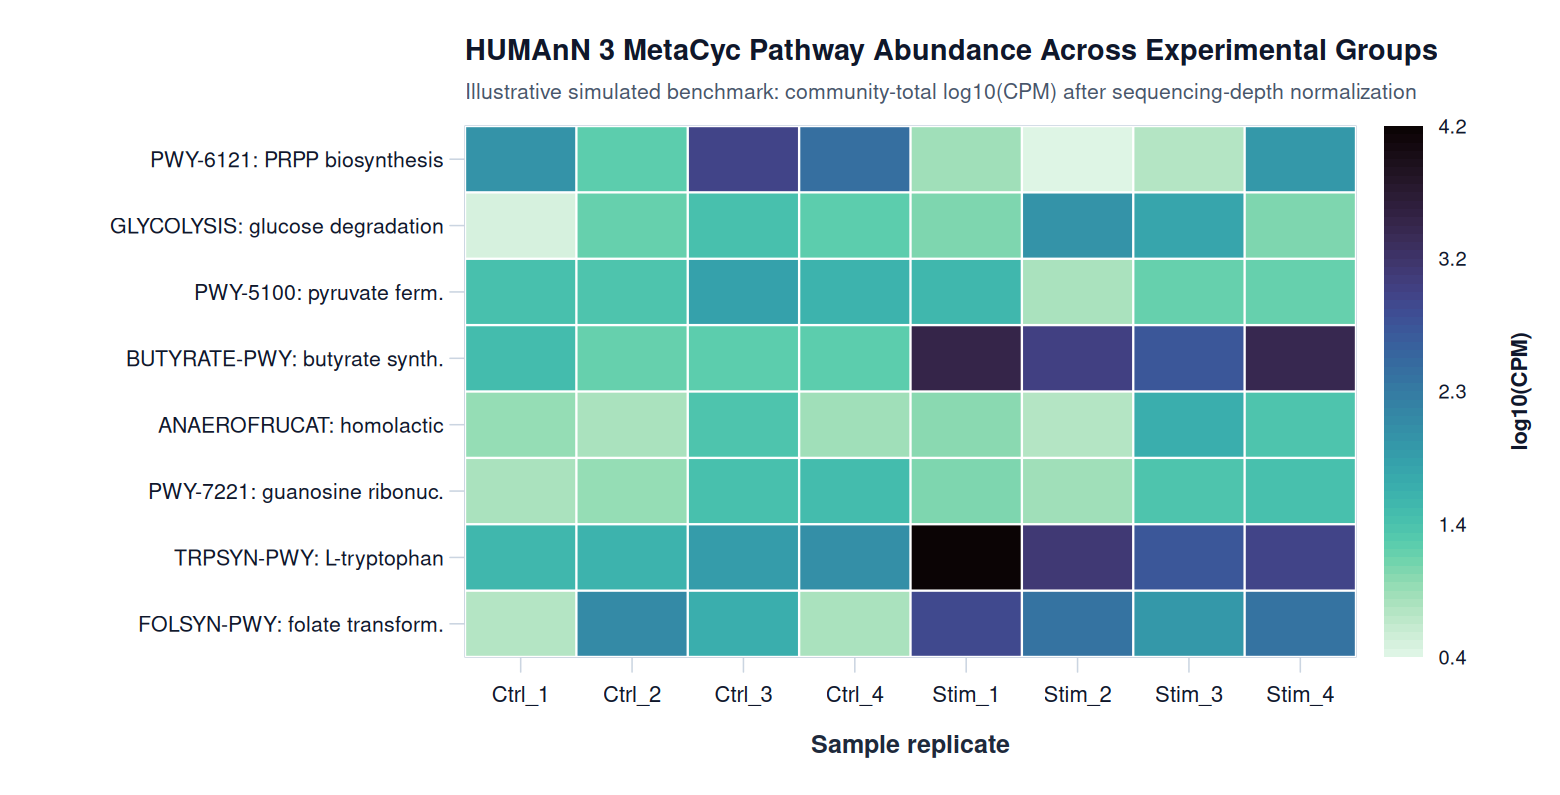 HUMAnN 3 MetaCyc Pathway Abundance Across Experimental Groups
Illustrative simulated benchmark: community-total log10(CPM) after sequencing-depth normalization
PWY-6121: PRPP biosynthesis
GLYCOLYSIS: glucose degradation
PWY-5100: pyruvate ferm.
BUTYRATE-PWY: butyrate synth.
ANAEROFRUCAT: homolactic
PWY-7221: guanosine ribonuc.
TRPSYN-PWY: L-tryptophan
FOLSYN-PWY: folate transform.
Ctrl_1
Ctrl_2
Ctrl_3
Ctrl_4
Stim_1
Stim_2
Stim_3
Stim_4
Sample replicate
4.2
3.2
2.3
1.4
0.4
log10(CPM)